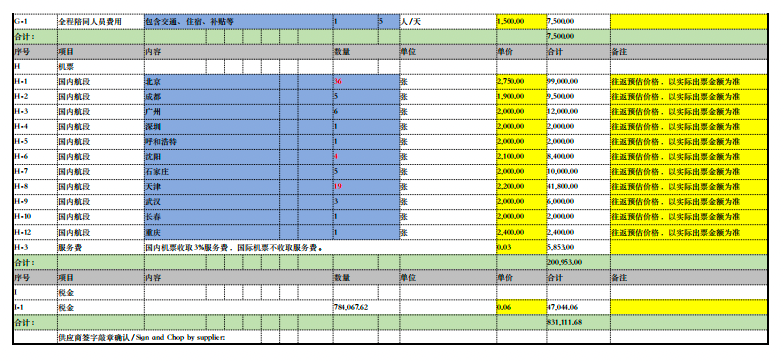 G-1 全程陪同人员费用 包含交通、住宿、补贴等 1 5 人/天 1,500.00 7,500.00
合计: 7,500.00
序号 项目 内容 数量 单位 单价 合计 备注
H 机票
H-1 国内航段 北京 36 张 2,750.00 99,000.00 往返预估价格，以实际出票金额为准
H-2 国内航段 成都 5 张 1,900.00 9,500.00 往返预估价格，以实际出票金额为准
H-3 国内航段 广州 6 张 2,000.00 12,000.00 往返预估价格，以实际出票金额为准
H-4 国内航段 深圳 1 张 2,000.00 2,000.00 往返预估价格，以实际出票金额为准
H-5 国内航段 呼和浩特 1 张 2,000.00 2,000.00 往返预估价格，以实际出票金额为准
H-6 国内航段 沈阳 4 张 2,100.00 8,400.00 往返预估价格，以实际出票金额为准
H-7 国内航段 石家庄 5 张 2,000.00 10,000.00 往返预估价格，以实际出票金额为准
H-8 国内航段 天津 19 张 2,200.00 41,800.00 往返预估价格，以实际出票金额为准
H-9 国内航段 武汉 3 张 2,000.00 6,000.00 往返预估价格，以实际出票金额为准
H-10 国内航段 长春 1 张 2,000.00 2,000.00 往返预估价格，以实际出票金额为准
H-12 国内航段 重庆 1 张 2,400.00 2,400.00 往返预估价格，以实际出票金额为准
H-3 服务费 国内机票收取3%服务费，国际机票不收取服务费。 0.03 5,853.00
合计: 200,953.00
序号 项目 内容 数量 单位 单价 合计 备注
I 税金
I-1 税金 784,067.62 0.06 47,044.06
合计: 831,111.68
供应商签字敲章确认/Sign and Chop by supplier: